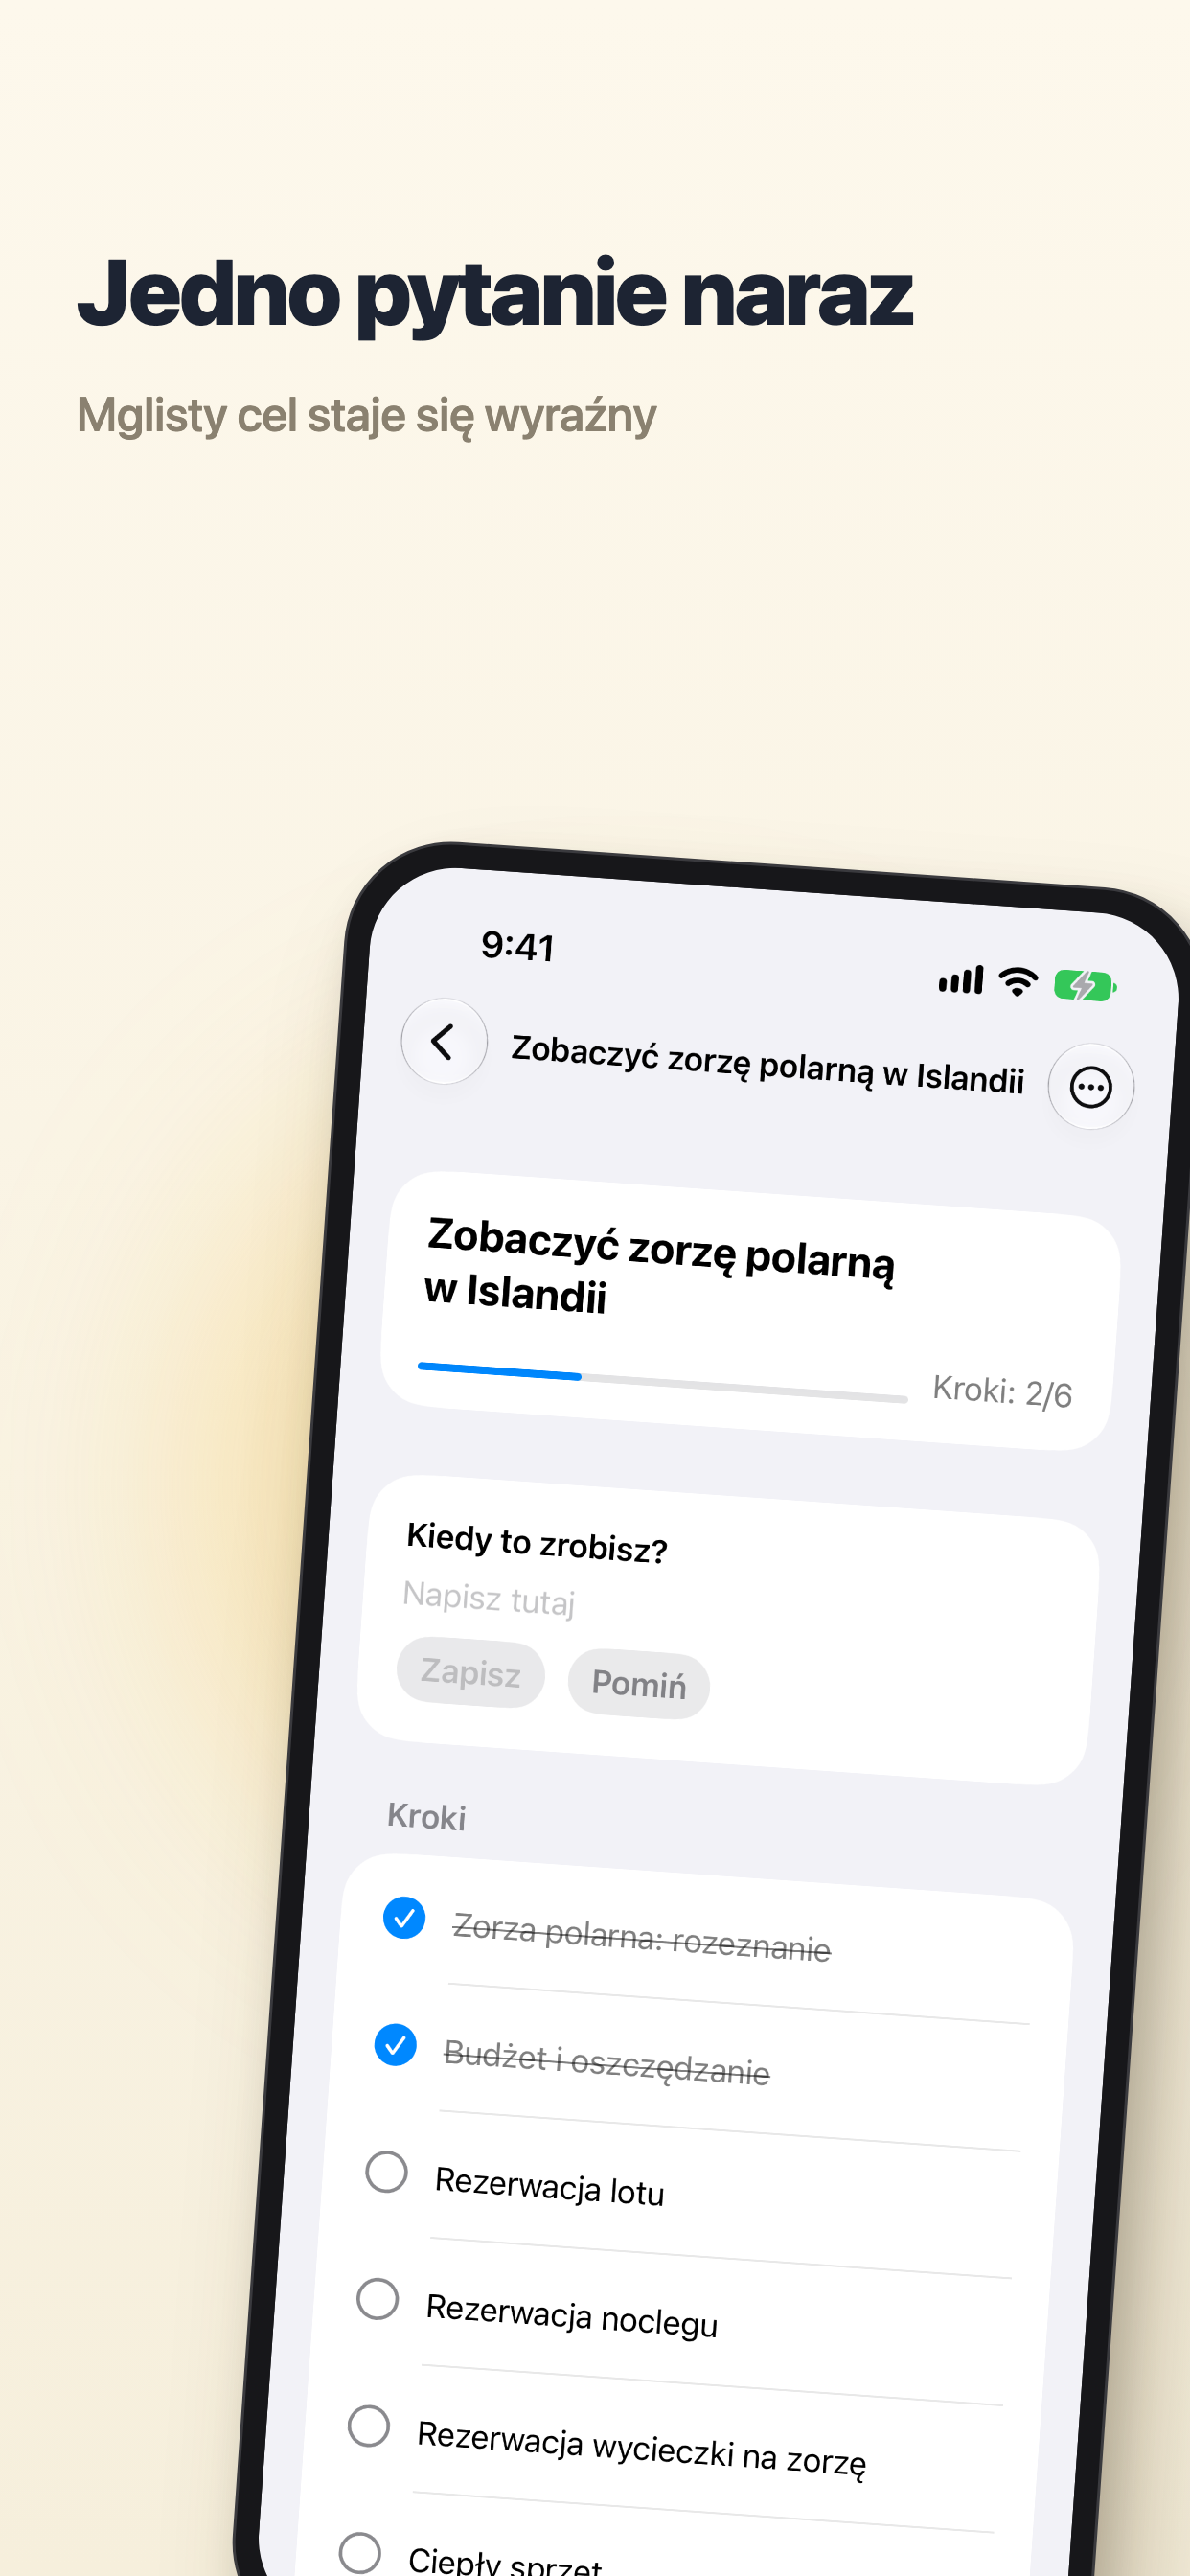 Jedno pytanie naraz
Mglisty cel staje się wyraźny
9:41
Zobaczyć zorzę polarną w Islandii
Zobaczyć zorzę polarną
w Islandii
Kroki: 2/6
Kiedy to zrobisz?
Napisz tutaj
Zapisz
Pomiń
Kroki
Zorza polarna: rozeznanie
Budżet i oszczędzanie
Rezerwacja lotu
Rezerwacja noclegu
Rezerwacja wycieczki na zorzę
Ciepły sprzęt